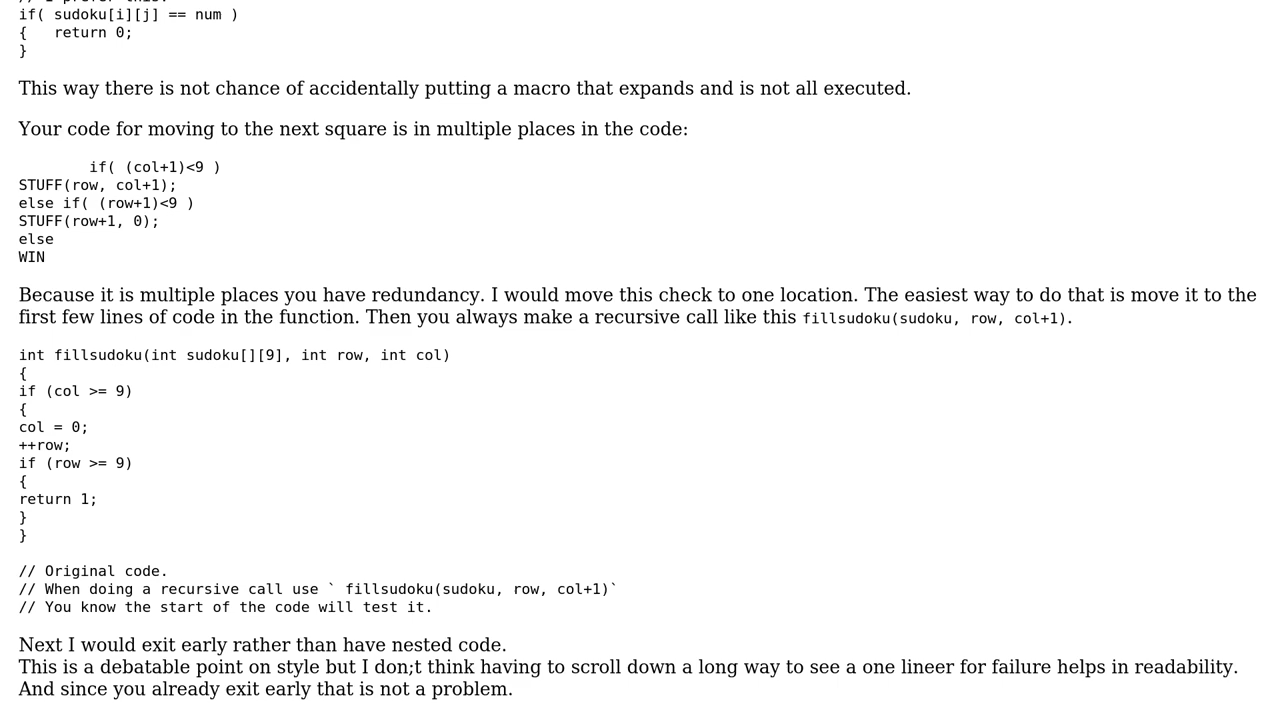 // I prefer this:
if( sudoku[i][j] == num )
{   return 0;
}
This way there is not chance of accidentally putting a macro that expands and is not all executed.
Your code for moving to the next square is in multiple places in the code:
        if( (col+1)<9 )
STUFF(row, col+1);
else if( (row+1)<9 )
STUFF(row+1, 0);
else
WIN
Because it is multiple places you have redundancy. I would move this check to one location. The easiest way to do that is move it to the
first few lines of code in the function. Then you always make a recursive call like this fillsudoku(sudoku, row, col+1).
int fillsudoku(int sudoku[][9], int row, int col)
{
if (col >= 9)
{
col = 0;
++row;
if (row >= 9)
{
return 1;
}
}
// Original code.
// When doing a recursive call use ` fillsudoku(sudoku, row, col+1)`
// You know the start of the code will test it.
Next I would exit early rather than have nested code.
This is a debatable point on style but I don;t think having to scroll down a long way to see a one lineer for failure helps in readability.
And since you already exit early that is not a problem.